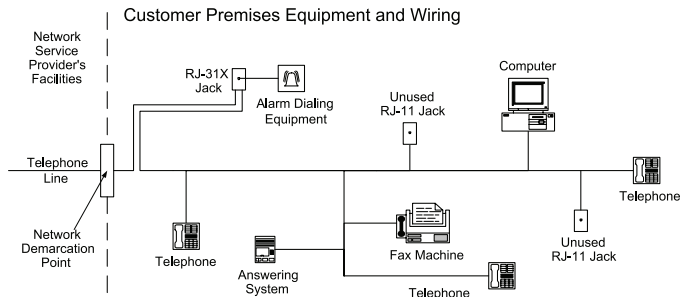 Customer Premises Equipment and Wiring
Network
Service
Provider's
Facilities
RJ-31X
Jack
Alarm Dialing
Equipment
Unused
RJ-11 Jack
Computer
Telephone
Line
Network
Demarcation
Point
Telephone
Answering
System
Fax Machine
Telephone
Unused
RJ-11 Jack
Telephone